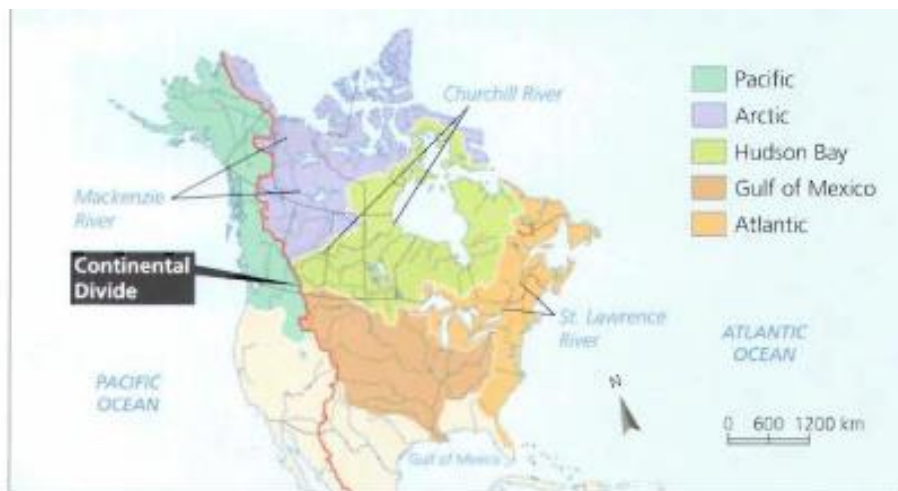 Churchill River
Pacific
Arctic
Hudson Bay
Gulf of Mexico
Atlantic
Mackenzie
River
Continental
Divide
St. Lawrence
River
ATLANTIC
OCEAN
PACIFIC
OCEAN
N
0 600 1200 km
Gulf of Mexico